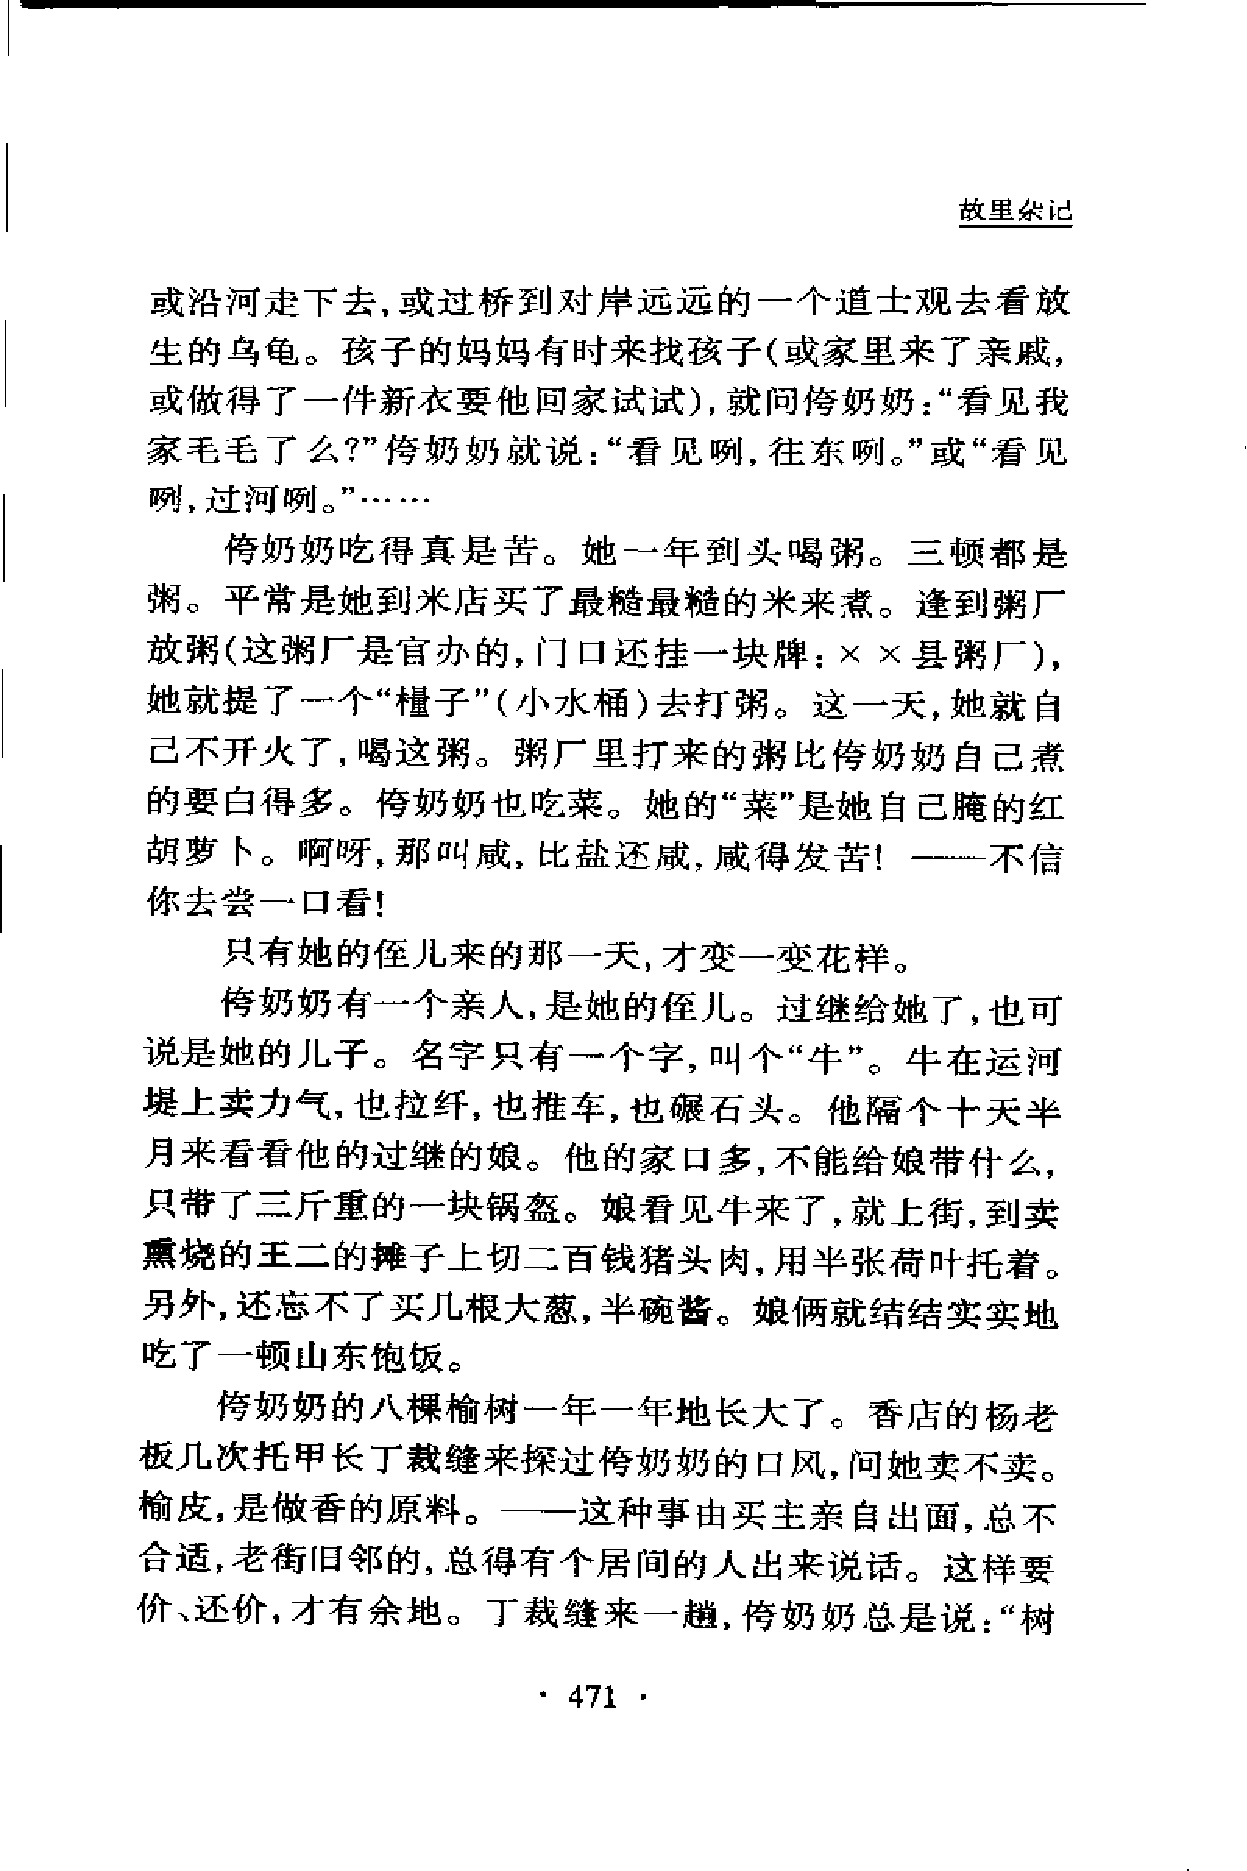 故里杂记
或沿河走下去,或过桥到对岸远远的一个道士观去看放
生的乌龟。孩子的妈妈有时来找孩子(或家里来了亲戚,
或做得了一件新衣要他回家试试),就问侉奶奶:“看见我
家毛毛了么?”侉奶奶就说:“看见咧,往东咧。”或“看见
咧,过河咧。”……
侉奶奶吃得真是苦。她一年到头喝粥。三顿都是
粥。平常是她到米店买了最糙最糙的米来煮。逢到粥厂
放粥(这粥厂是官办的,门口还挂一块牌:××县粥厂),
她就提了一个“櫣子”(小水桶)去打粥。这一天,她就自
己不开火了,喝这粥。粥厂里打来的粥比侉奶奶自己煮
的要白得多。侉奶奶也吃菜。她的“菜”是她自己腌的红
胡萝卜。啊呀,那叫咸,比盐还咸,咸得发苦!——不信
你去尝一口看!
只有她的侄儿来的那一天,才变一变花样。
侉奶奶有一个亲人,是她的侄儿。过继给她了,也可
说是她的儿子。名字只有一个字,叫个“牛”。牛在运河
堤上卖力气,也拉纤,也推车,也碾石头。他隔个十天半
月来看看他的过继的娘。他的家口多,不能给娘带什么,
只带了三斤重的一块锅盔。娘看见牛来了,就上街,到卖
熏烧的王二的摊子上切二百钱猪头肉,用半张荷叶托着。
另外,还忘不了买几根大葱,半碗酱。娘俩就结结实实地
吃了一顿山东饱饭。
侉奶奶的八棵榆树一年一年地长大了。香店的杨老
板几次托甲长丁裁缝来探过侉奶奶的口风,问她卖不卖。
榆皮,是做香的原料。——这种事由买主亲自出面,总不
合适,老街旧邻的,总得有个居间的人出来说话。这样要
价、还价,才有余地。丁裁缝来一趟,侉奶奶总是说:“树
· 471 ·